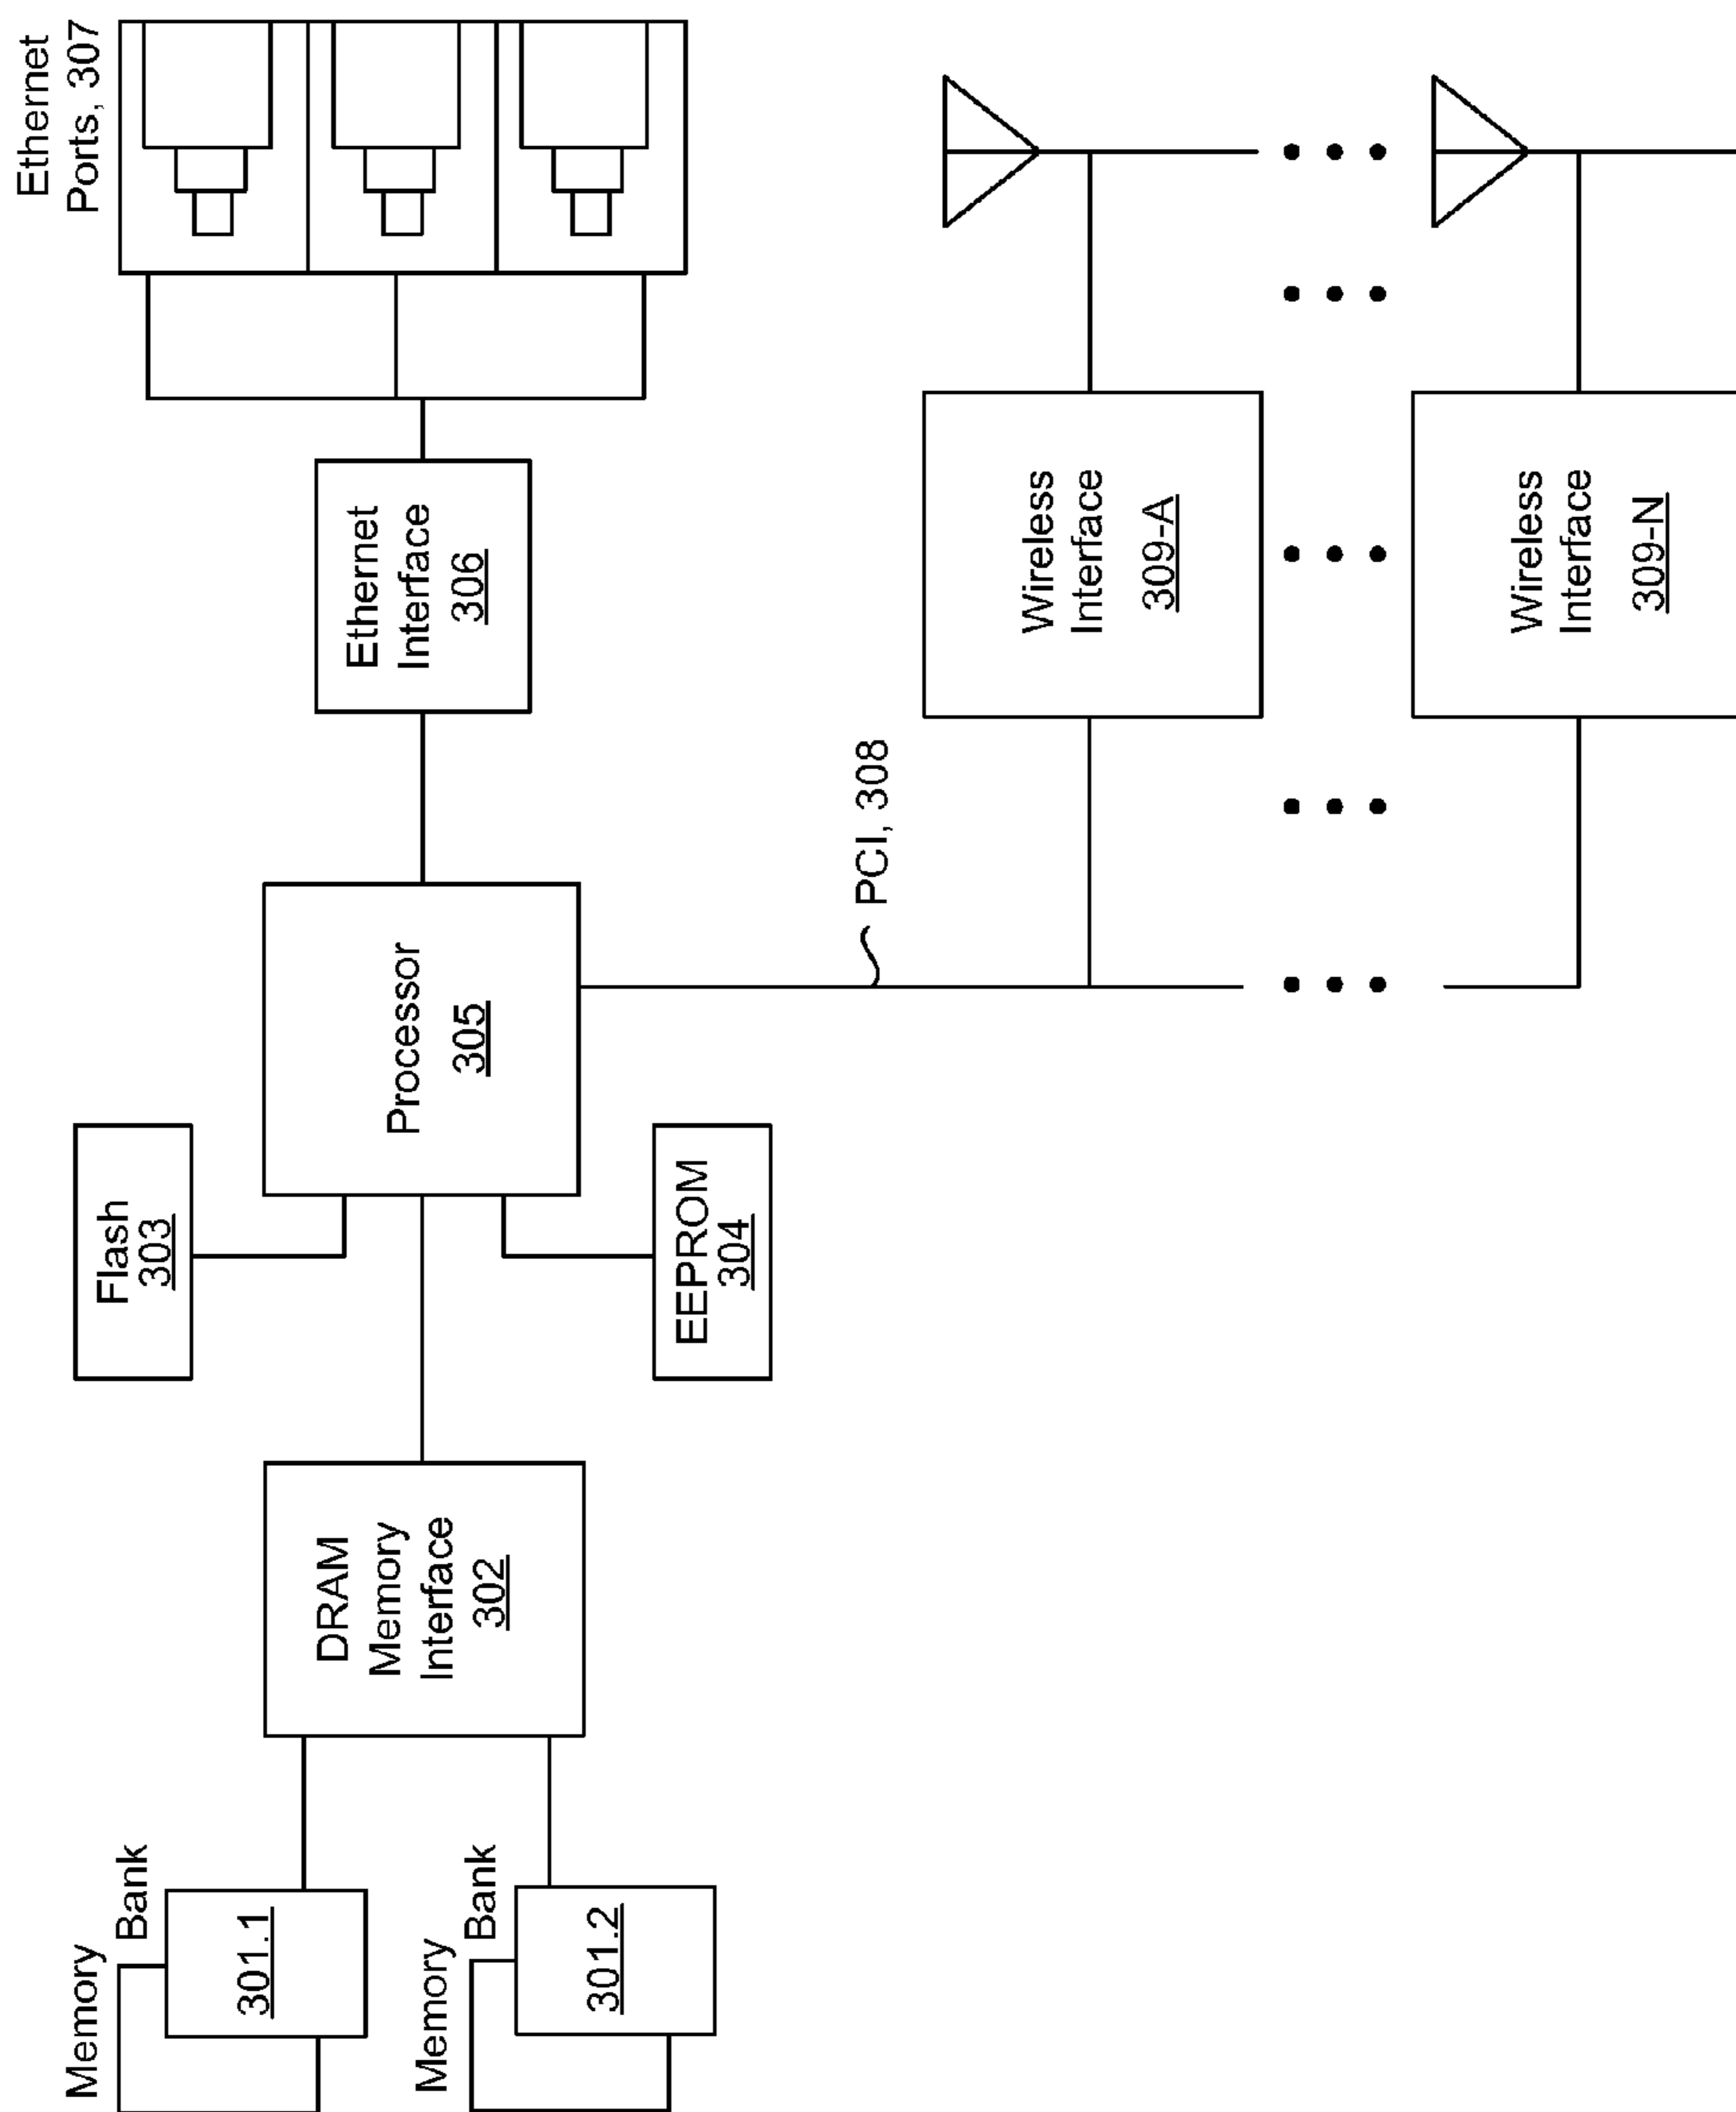 Memory
Bank
301.1
Memory
Bank
301.2
DRAM
Memory
Interface
302
Flash
303
EEPROM
304
Processor
305
Ethernet
Interface
306
Ethernet
Ports, 307
PCI, 308
Wireless
Interface
309-A
Wireless
Interface
309-N